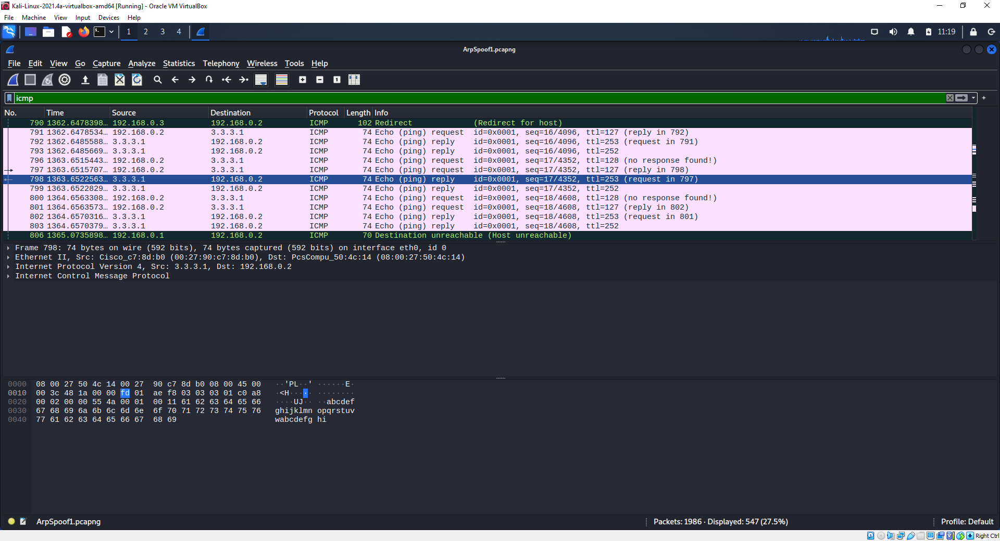 Kali-Linux-2021.4a-virtualbox-amd64 [Running] - Oracle VM VirtualBox
File Machine View Input Devices Help
1 2 3 4 11:19
ArpSpoof1.pcapng
File Edit View Go Capture Analyze Statistics Telephony Wireless Tools Help
icmp
No. Time Source Destination Protocol Length Info
790 1362.6478398… 192.168.0.3 192.168.0.2 ICMP 102 Redirect (Redirect for host)
791 1362.6478534… 192.168.0.2 3.3.3.1 ICMP 74 Echo (ping) request id=0x0001, seq=16/4096, ttl=127 (reply in 792)
792 1362.6485588… 3.3.3.1 192.168.0.2 ICMP 74 Echo (ping) reply id=0x0001, seq=16/4096, ttl=253 (request in 791)
793 1362.6485669… 3.3.3.1 192.168.0.2 ICMP 74 Echo (ping) reply id=0x0001, seq=16/4096, ttl=252
796 1363.6515443… 192.168.0.2 3.3.3.1 ICMP 74 Echo (ping) request id=0x0001, seq=17/4352, ttl=128 (no response found!)
797 1363.6515707… 192.168.0.2 3.3.3.1 ICMP 74 Echo (ping) request id=0x0001, seq=17/4352, ttl=127 (reply in 798)
798 1363.6522563… 3.3.3.1 192.168.0.2 ICMP 74 Echo (ping) reply id=0x0001, seq=17/4352, ttl=253 (request in 797)
799 1363.6522829… 3.3.3.1 192.168.0.2 ICMP 74 Echo (ping) reply id=0x0001, seq=17/4352, ttl=252
800 1364.6563308… 192.168.0.2 3.3.3.1 ICMP 74 Echo (ping) request id=0x0001, seq=18/4608, ttl=128 (no response found!)
801 1364.6563573… 192.168.0.2 3.3.3.1 ICMP 74 Echo (ping) request id=0x0001, seq=18/4608, ttl=127 (reply in 802)
802 1364.6570316… 3.3.3.1 192.168.0.2 ICMP 74 Echo (ping) reply id=0x0001, seq=18/4608, ttl=253 (request in 801)
803 1364.6570379… 3.3.3.1 192.168.0.2 ICMP 74 Echo (ping) reply id=0x0001, seq=18/4608, ttl=252
806 1365.0735898… 192.168.0.1 192.168.0.2 ICMP 70 Destination unreachable (Host unreachable)
Frame 798: 74 bytes on wire (592 bits), 74 bytes captured (592 bits) on interface eth0, id 0
Ethernet II, Src: Cisco_c7:8d:b0 (00:27:90:c7:8d:b0), Dst: PcsCompu_50:4c:14 (08:00:27:50:4c:14)
Internet Protocol Version 4, Src: 3.3.3.1, Dst: 192.168.0.2
Internet Control Message Protocol
0000 08 00 27 50 4c 14 00 27 90 c7 8d b0 08 00 45 00 ··'PL··' ······E·
0010 00 3c 48 1a 00 00 fd 01 ae f8 03 03 03 01 c0 a8 ·<H····· ········
0020 00 02 00 00 55 4a 00 01 00 11 61 62 63 64 65 66 ····UJ·· ··abcdef
0030 67 68 69 6a 6b 6c 6d 6e 6f 70 71 72 73 74 75 76 ghijklmn opqrstuv
0040 77 61 62 63 64 65 66 67 68 69 wabcdefg hi
ArpSpoof1.pcapng Packets: 1986 · Displayed: 547 (27.5%) Profile: Default
Right Ctrl